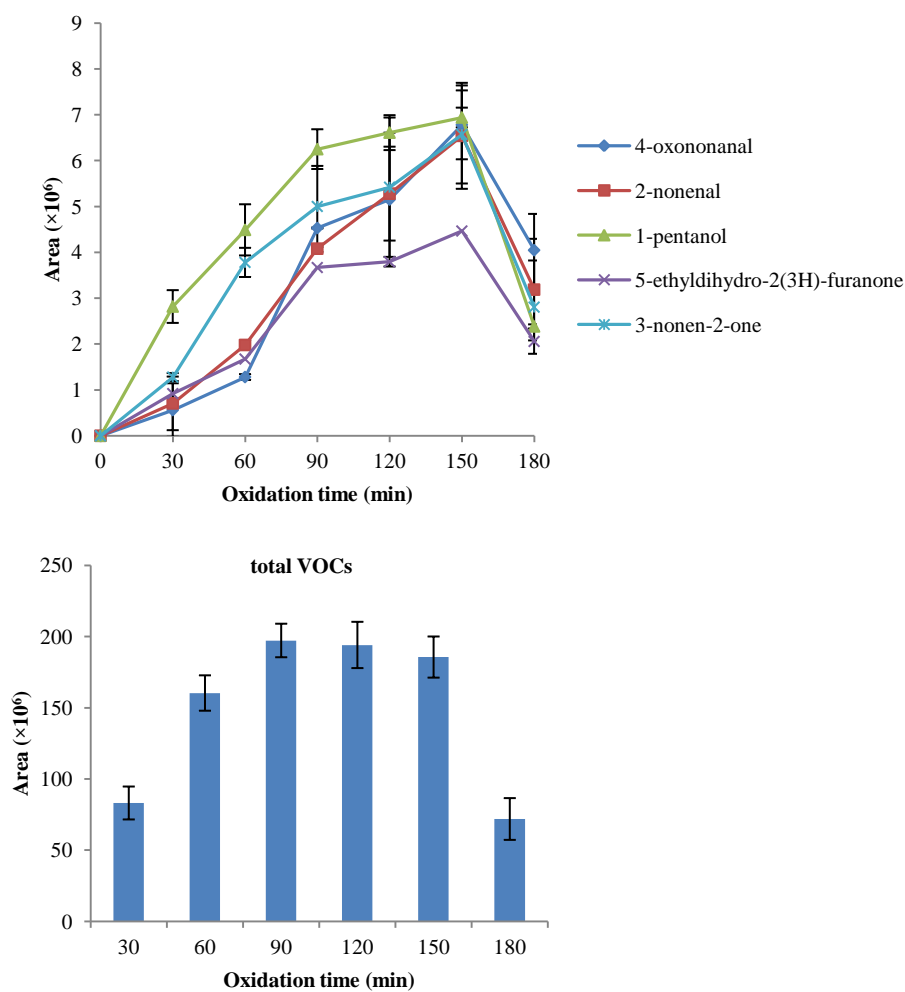 9
8
7
6
5
4
3
2
1
0
Area (×10⁶)
0 30 60 90 120 150 180
Oxidation time (min)
4-oxononanal
2-nonenal
1-pentanol
5-ethyldihydro-2(3H)-furanone
3-nonen-2-one
total VOCs
250
200
150
100
50
0
Area (×10⁶)
30 60 90 120 150 180
Oxidation time (min)